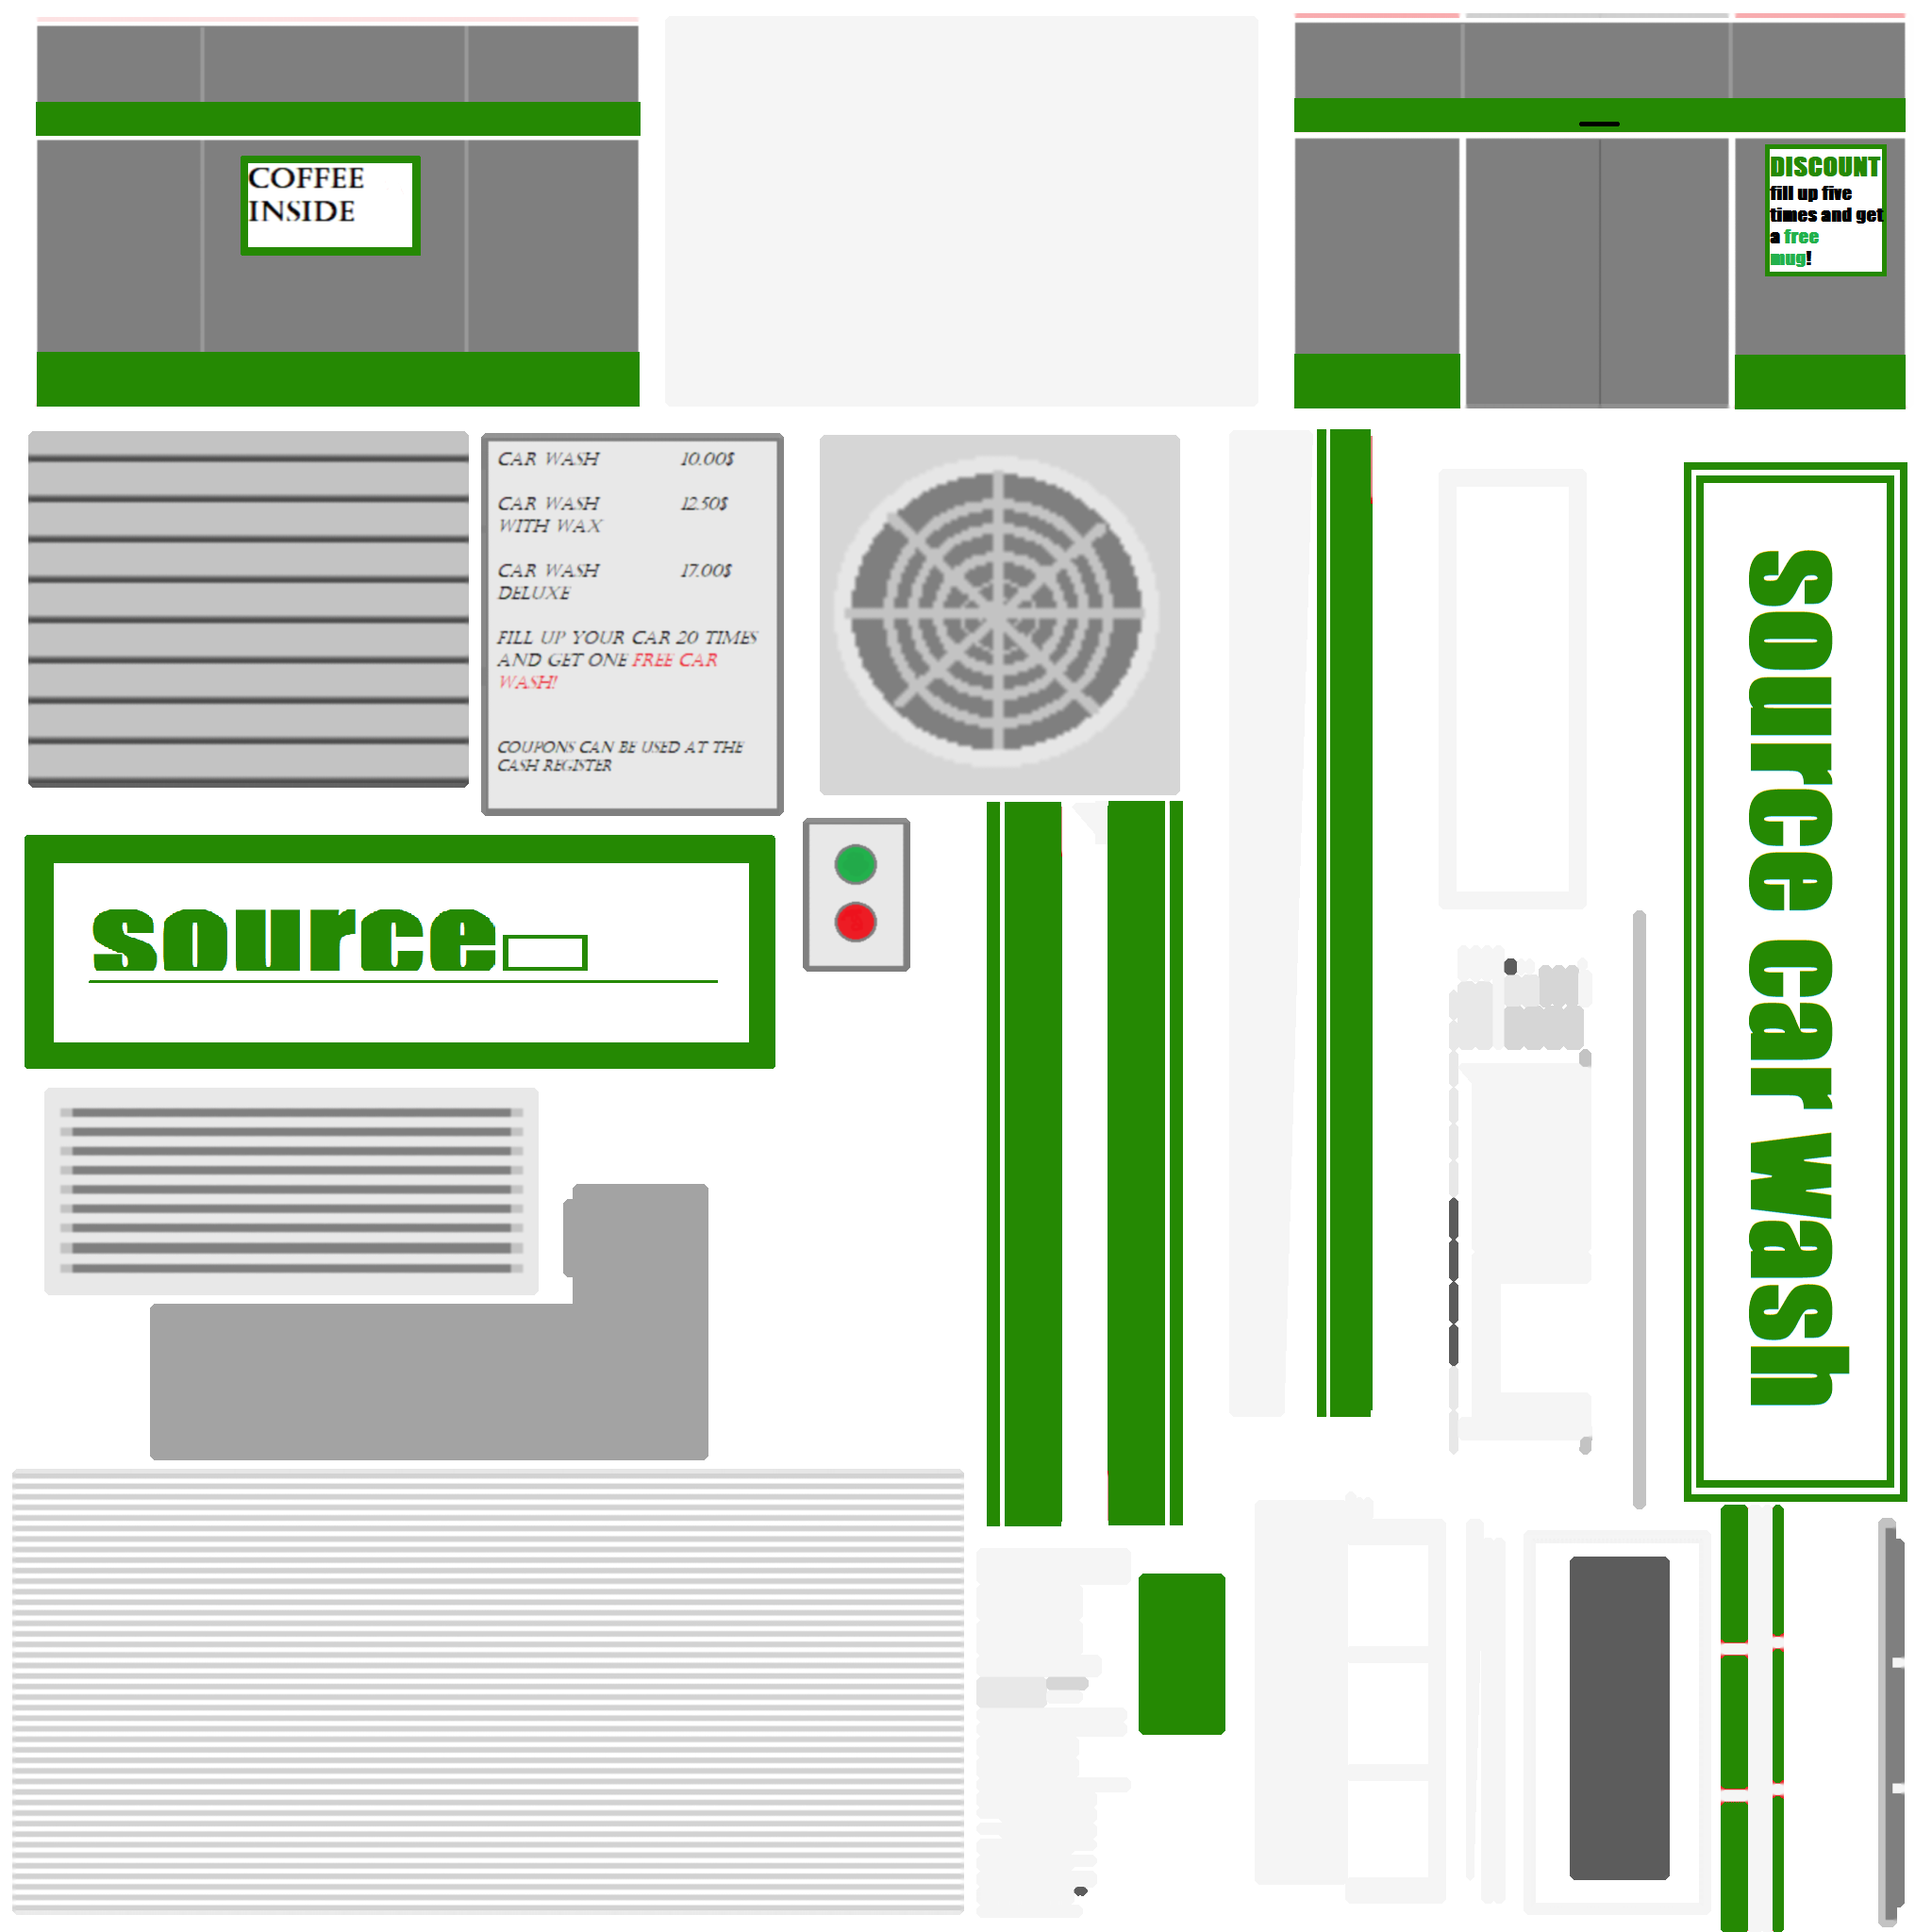 COFFEE
INSIDE
DISCOUNT
fill up five
times and get
a free
mug!
CAR WASH 10.00$
CAR WASH 12.50$
WITH WAX
CAR WASH 17.00$
DELUXE
FILL UP YOUR CAR 20 TIMES
AND GET ONE FREE CAR
WASH!
COUPONS CAN BE USED AT THE
CASH REGISTER
source
source car wash